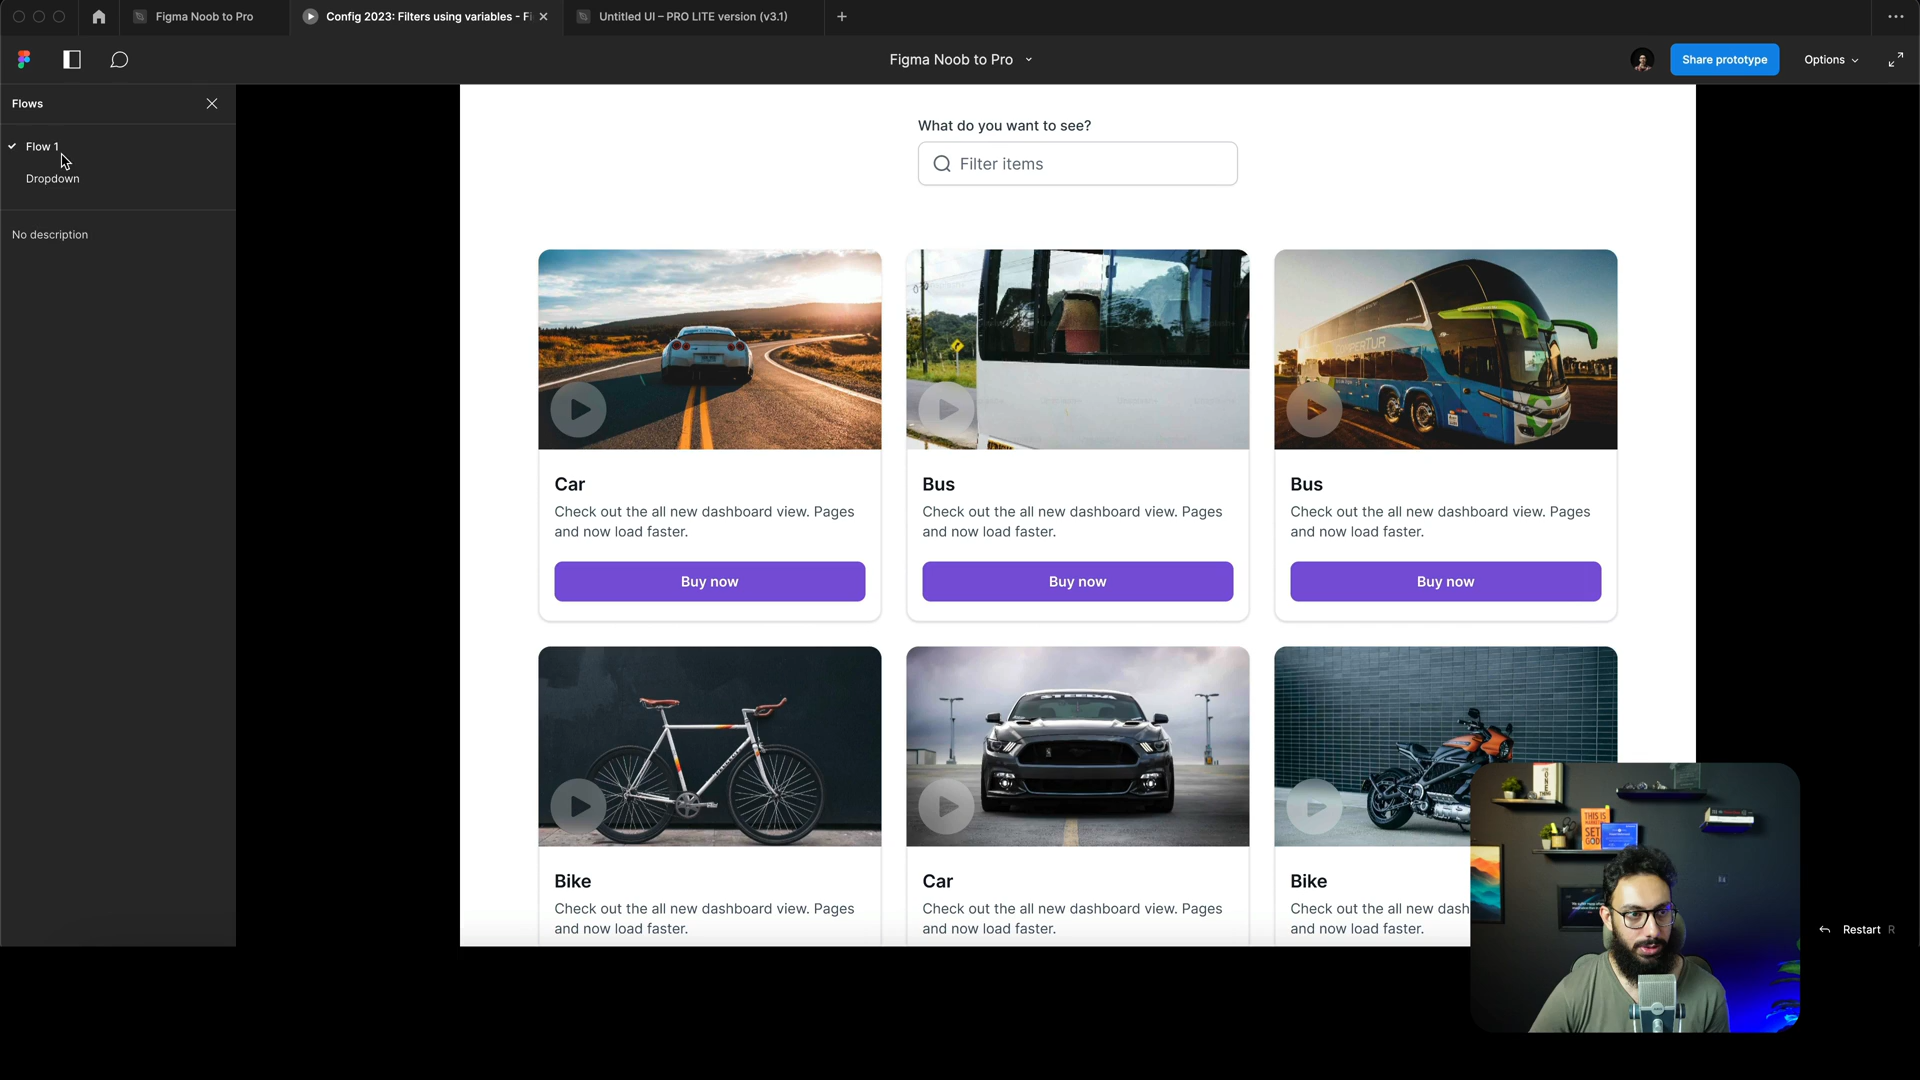 Figma Noob to Pro
Config 2023: Filters using variables - Fi
Untitled UI – PRO LITE version (v3.1)
Figma Noob to Pro
Share prototype
Options
Flows
Flow 1
Dropdown
No description
What do you want to see?
Filter items
Car
Check out the all new dashboard view. Pages
and now load faster.
Buy now
Bus
Check out the all new dashboard view. Pages
and now load faster.
Buy now
Bus
Check out the all new dashboard view. Pages
and now load faster.
Buy now
Bike
Check out the all new dashboard view. Pages
and now load faster.
Car
Check out the all new dashboard view. Pages
and now load faster.
Bike
Check out the all new dash
and now load faster.
THIS IS
SET
GOD
Restart R